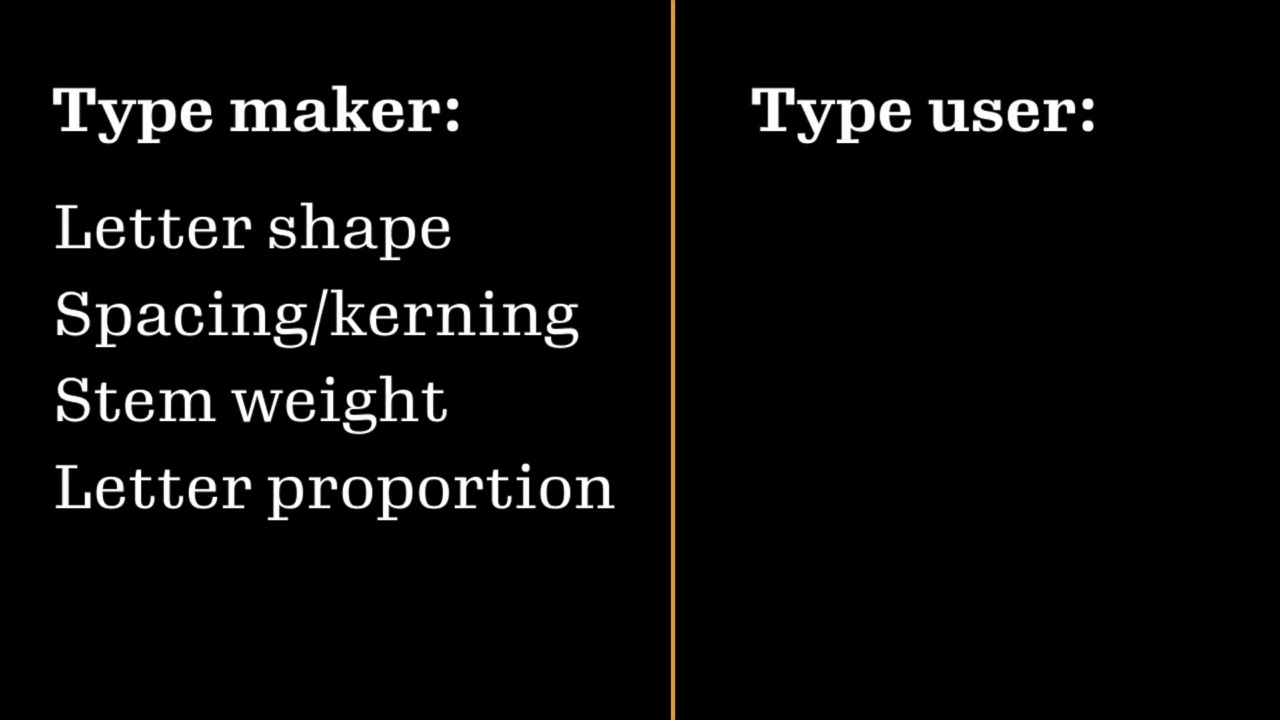 Type maker:
Letter shape
Spacing/kerning
Stem weight
Letter proportion
Type user: